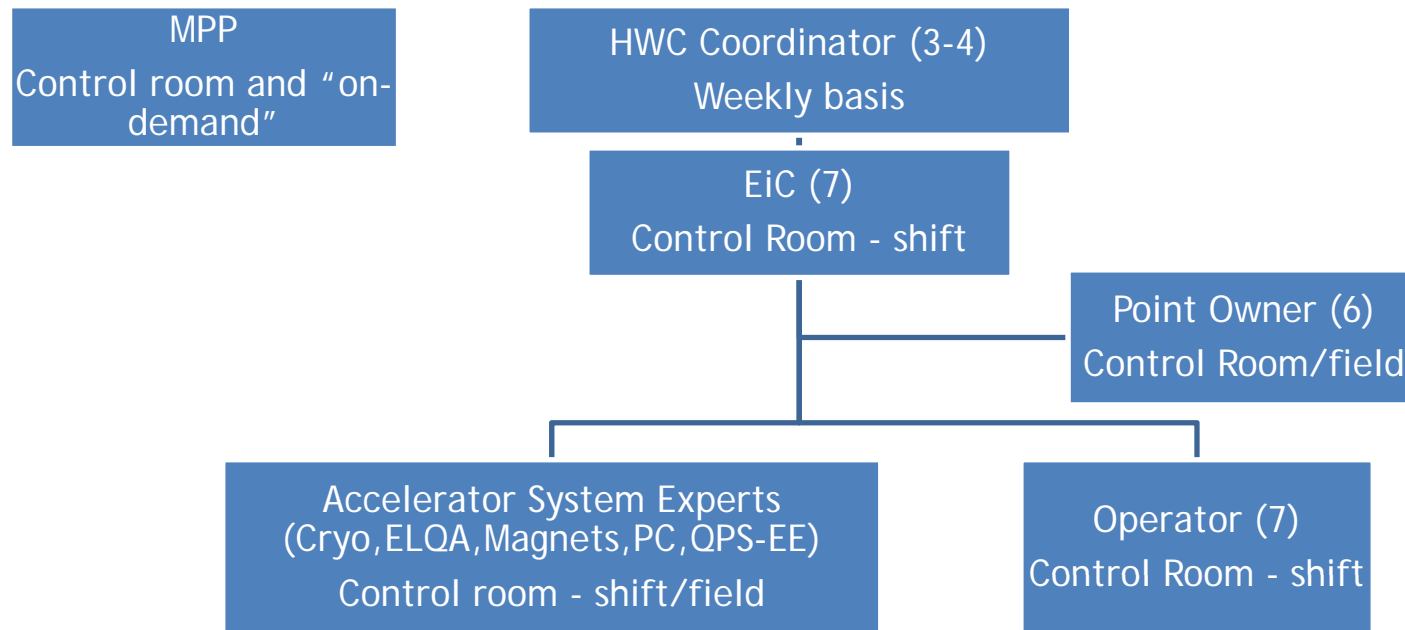 MPP
Control room and “on-
demand”
HWC Coordinator (3-4)
Weekly basis
EiC (7)
Control Room - shift
Point Owner (6)
Control Room/field
Accelerator System Experts
(Cryo,ELQA,Magnets,PC,QPS-EE)
Control room - shift/field
Operator (7)
Control Room - shift